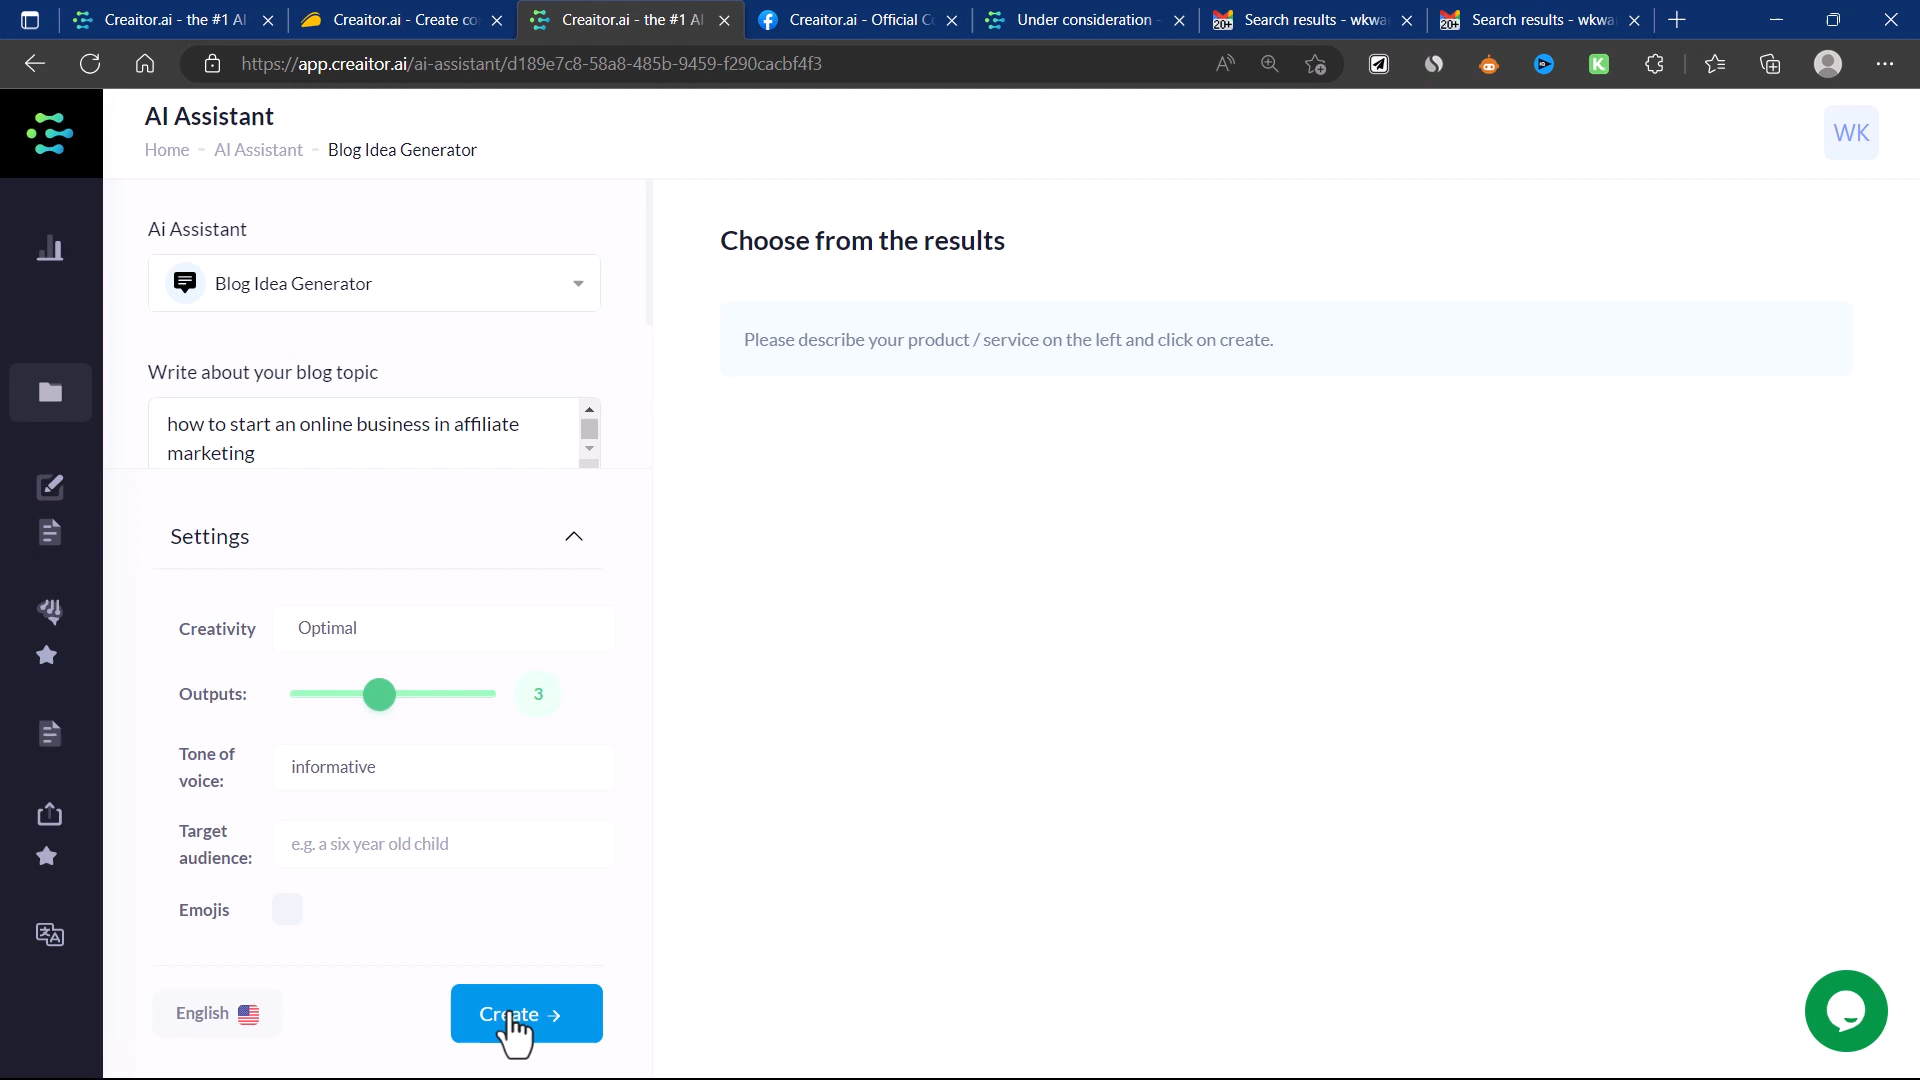 Creaitor.ai - the #1 AI
Creaitor.ai - Create co
Creaitor.ai - the #1 AI
Creaitor.ai - Official C
Under consideration -
Search results - wkwa
Search results - wkwa
https://app.creaitor.ai/ai-assistant/d189e7c8-58a8-485b-9459-f290cacbf4f3
AI Assistant
Home - AI Assistant - Blog Idea Generator
WK
Ai Assistant
Blog Idea Generator
Write about your blog topic
how to start an online business in affiliate
marketing
Settings
Creativity Optimal
Outputs: 3
Tone of
voice:
informative
Target
audience:
e.g. a six year old child
Emojis
English
Create →
Choose from the results
Please describe your product / service on the left and click on create.